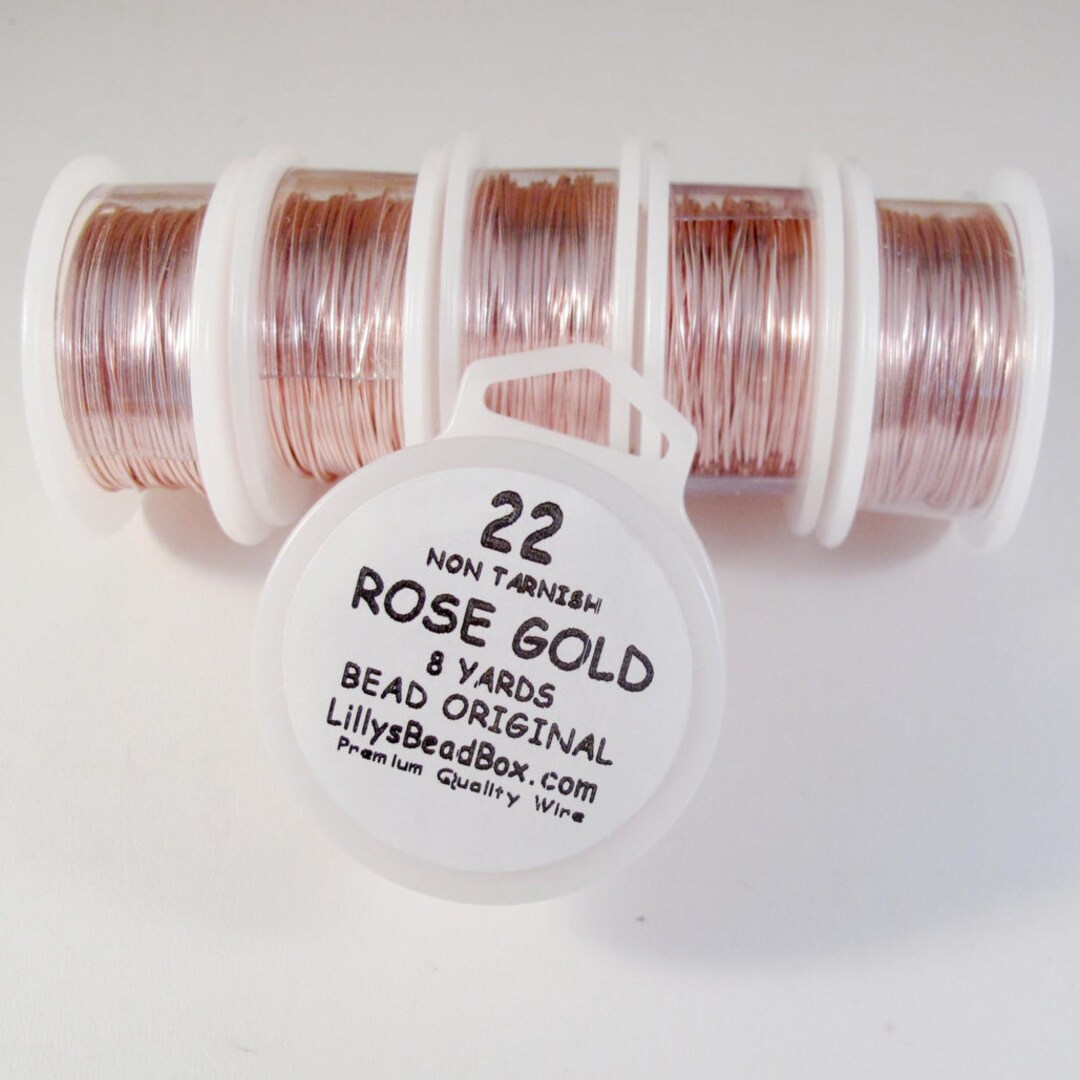 22
NON TARNISH
ROSE GOLD
8 YARDS
BEAD ORIGINAL
LillysBeadBox.com
Premium Quality Wire